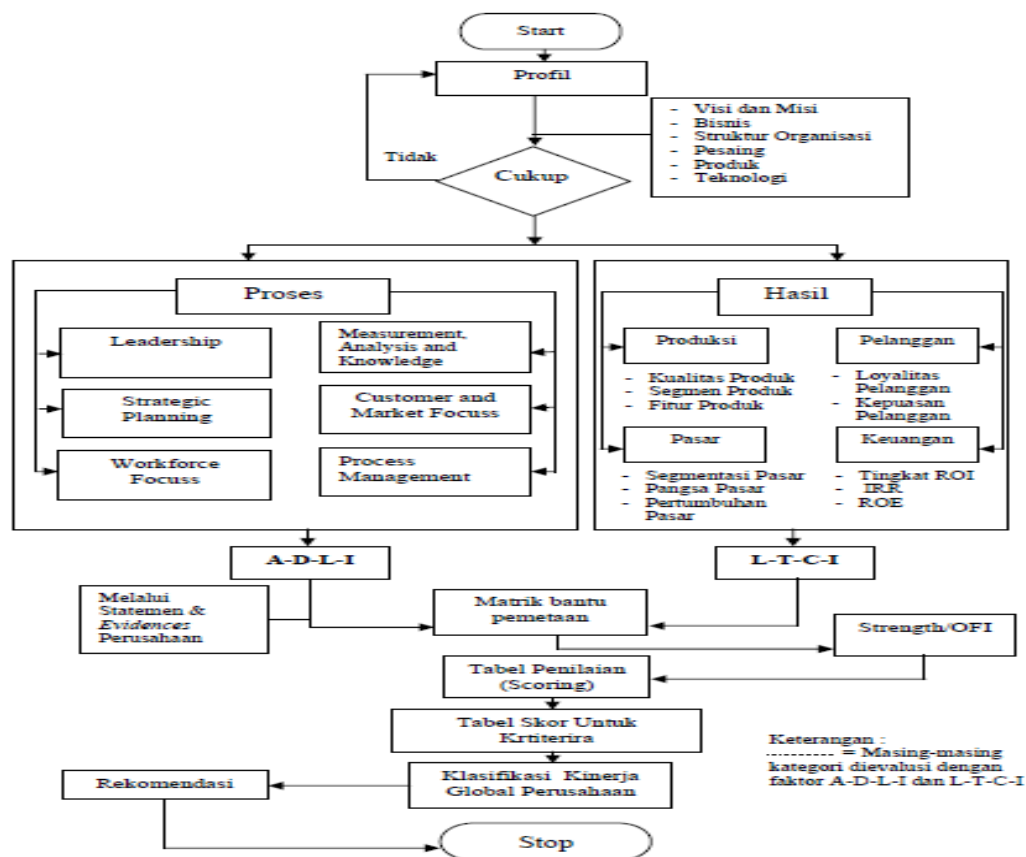 Start
Profil
- Visi dan Misi
- Bisnis
- Struktur Organisasi
- Pesaing
- Produk
- Teknologi
Tidak
Cukup
Proses
Leadership
Strategic
Planning
Workforce
Focuss
Measurement,
Analysis and
Knowledge
Customer and
Market Focuss
Process
Management
Hasil
Produksi
- Kualitas Produk
- Segmen Produk
- Fitur Produk
Pelanggan
- Loyalitas
Pelanggan
- Kepuasan
Pelanggan
Pasar
- Segmentasi Pasar
- Pangsa Pasar
- Pertumbuhan
Pasar
Keuangan
- Tingkat ROI
- IRR
- ROE
A-D-L-I
L-T-C-I
Melalui
Statemen &
Evidences
Perusahaan
Matrik bantu
pemetaan
Strength/OFI
Tabel Penilaian
(Scoring)
Tabel Skor Untuk
Krtiterira
Keterangan :
---------- = Masing-masing
kategori dievalusi dengan
faktor A-D-L-I dan L-T-C-I
Klasifikasi Kinerja
Global Perusahaan
Rekomendasi
Stop